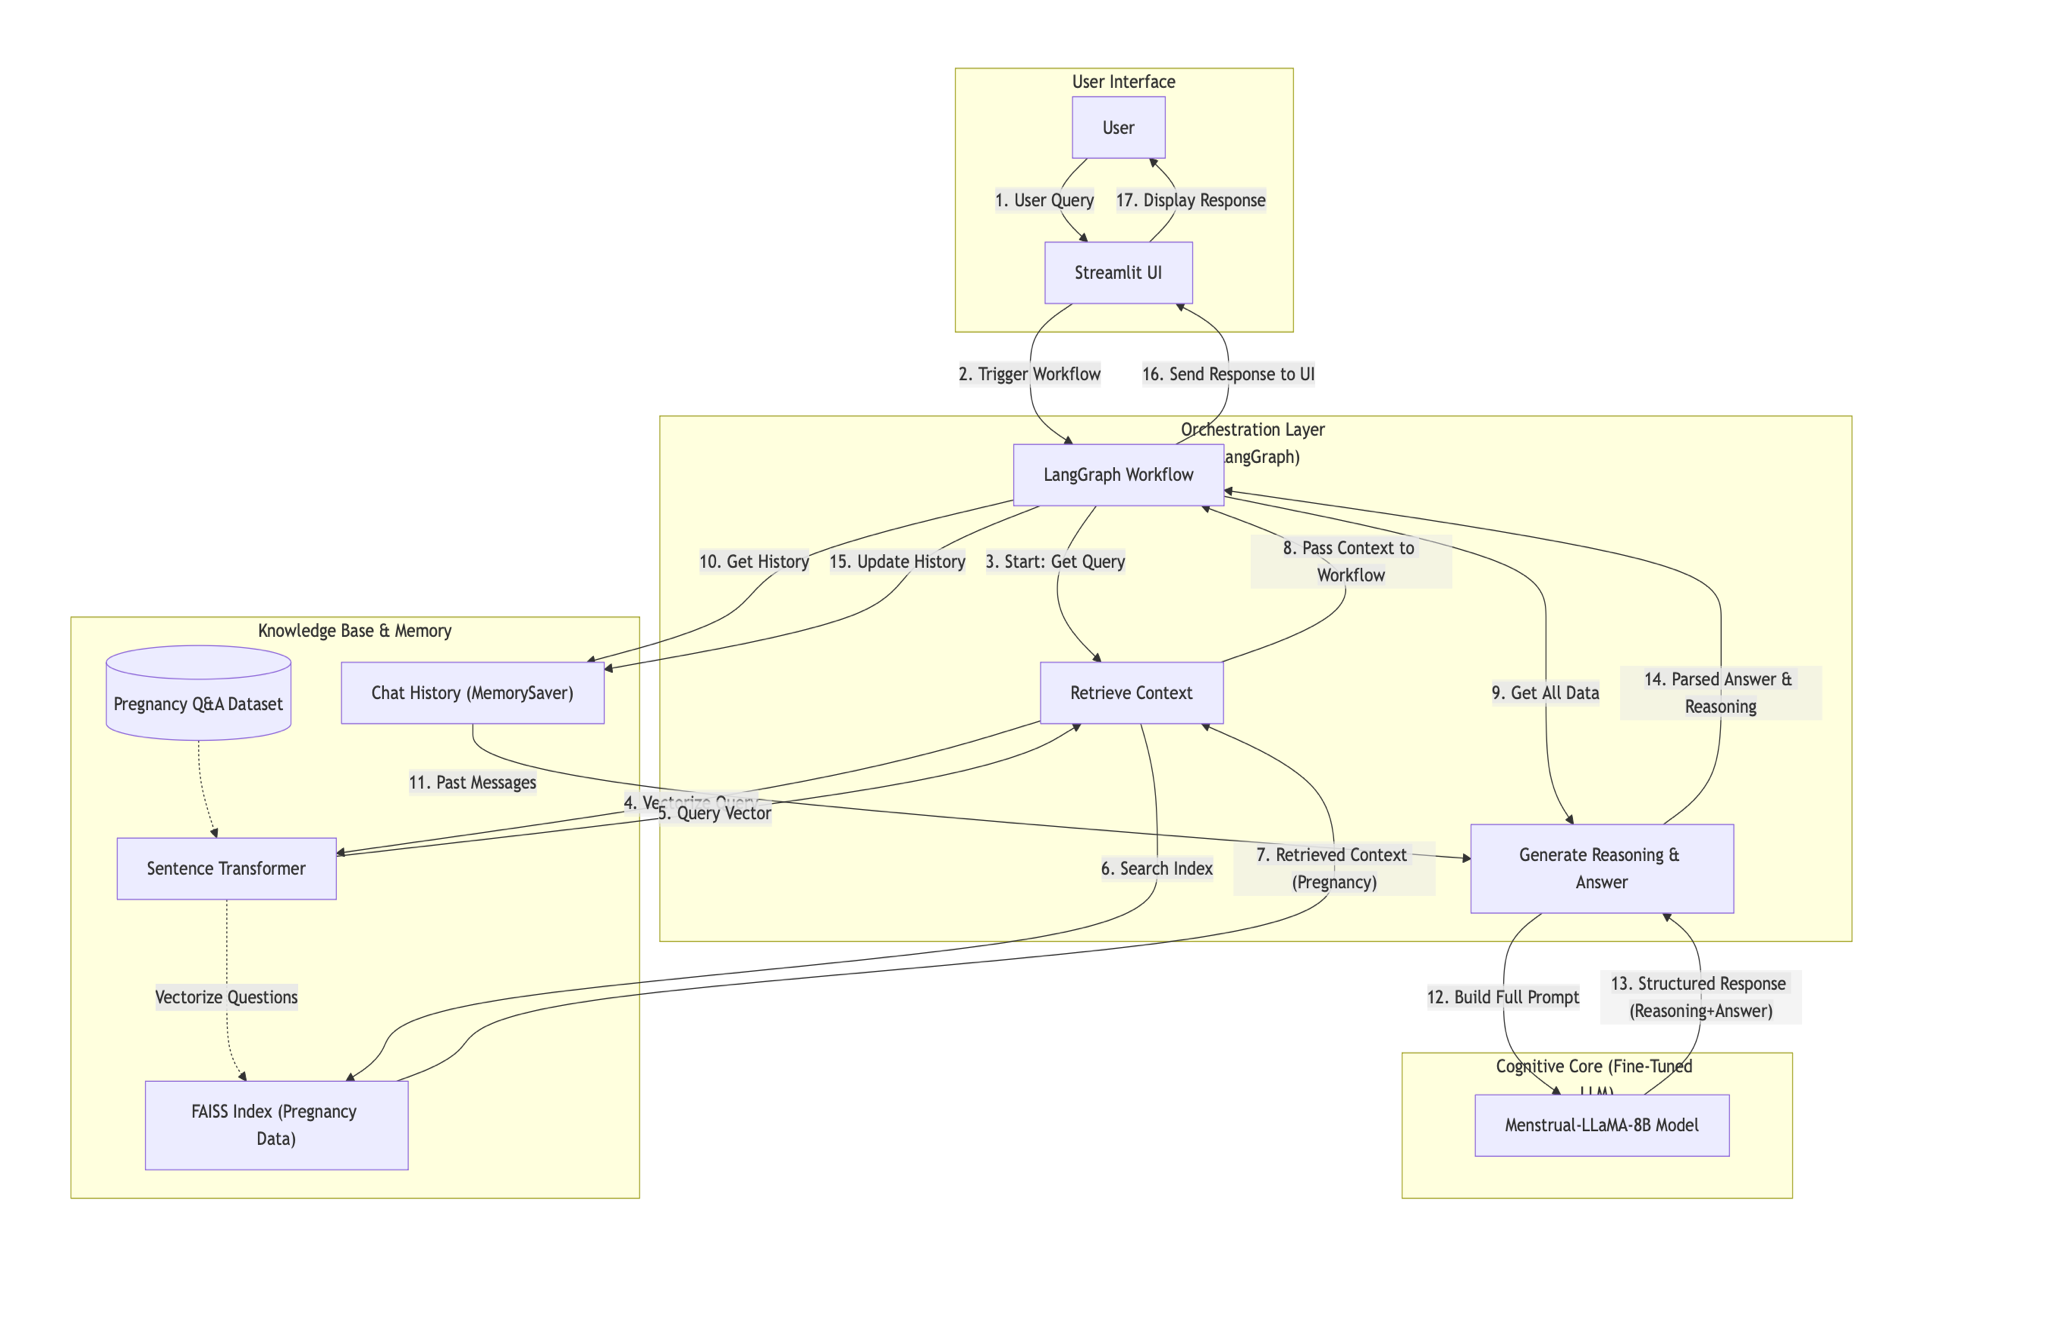 User Interface
User
1. User Query
17. Display Response
Streamlit UI
2. Trigger Workflow
16. Send Response to UI
Orchestration Layer
LangGraph)
LangGraph Workflow
10. Get History
15. Update History
3. Start: Get Query
8. Pass Context to
Workflow
Knowledge Base & Memory
Pregnancy Q&A Dataset
Chat History (MemorySaver)
Retrieve Context
9. Get All Data
14. Parsed Answer &
Reasoning
11. Past Messages
4. Vectorize Query
5. Query Vector
Sentence Transformer
6. Search Index
7. Retrieved Context
(Pregnancy)
Generate Reasoning &
Answer
Vectorize Questions
12. Build Full Prompt
13. Structured Response
(Reasoning+Answer)
Cognitive Core (Fine-Tuned
LLM)
FAISS Index (Pregnancy
Data)
Menstrual-LLaMA-8B Model